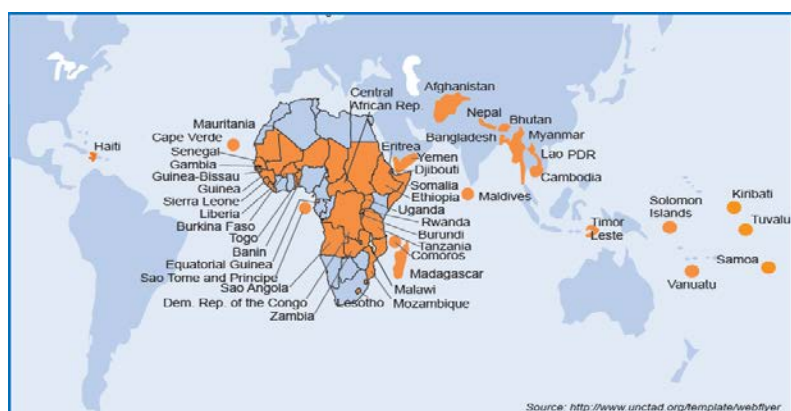 Haiti
Mauritania
Cape Verde
Senegal
Gambia
Guinea-Bissau
Guinea
Sierra Leone
Liberia
Burkina Faso
Togo
Banin
Equatorial Guinea
Sao Tome and Principe
Sao Angola
Dem. Rep. of the Congo
Zambia
Central
African Rep.
Eritrea
Lesotho
Afghanistan
Nepal
Bhutan
Bangladesh
Myanmar
Lao PDR
Cambodia
Yemen
Djibouti
Somalia
Ethiopia
Maldives
Uganda
Rwanda
Burundi
Tanzania
Comoros
Madagascar
Malawi
Mozambique
Timor
Leste
Solomon
Islands
Kiribati
Tuvalu
Samoa
Vanuatu
Source: http://www.unctad.org/template/webflyer